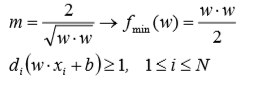 m = 2 / √(w · w) → f_min(w) = (w · w) / 2
d_i(w · x_i + b) ≥ 1,  1 ≤ i ≤ N